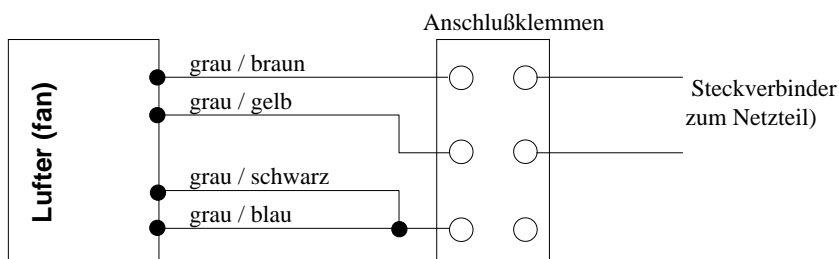 Anschlußklemmen
grau / braun
grau / gelb
grau / schwarz
grau / blau
Lufter (fan)
Steckverbinder
zum Netzteil)